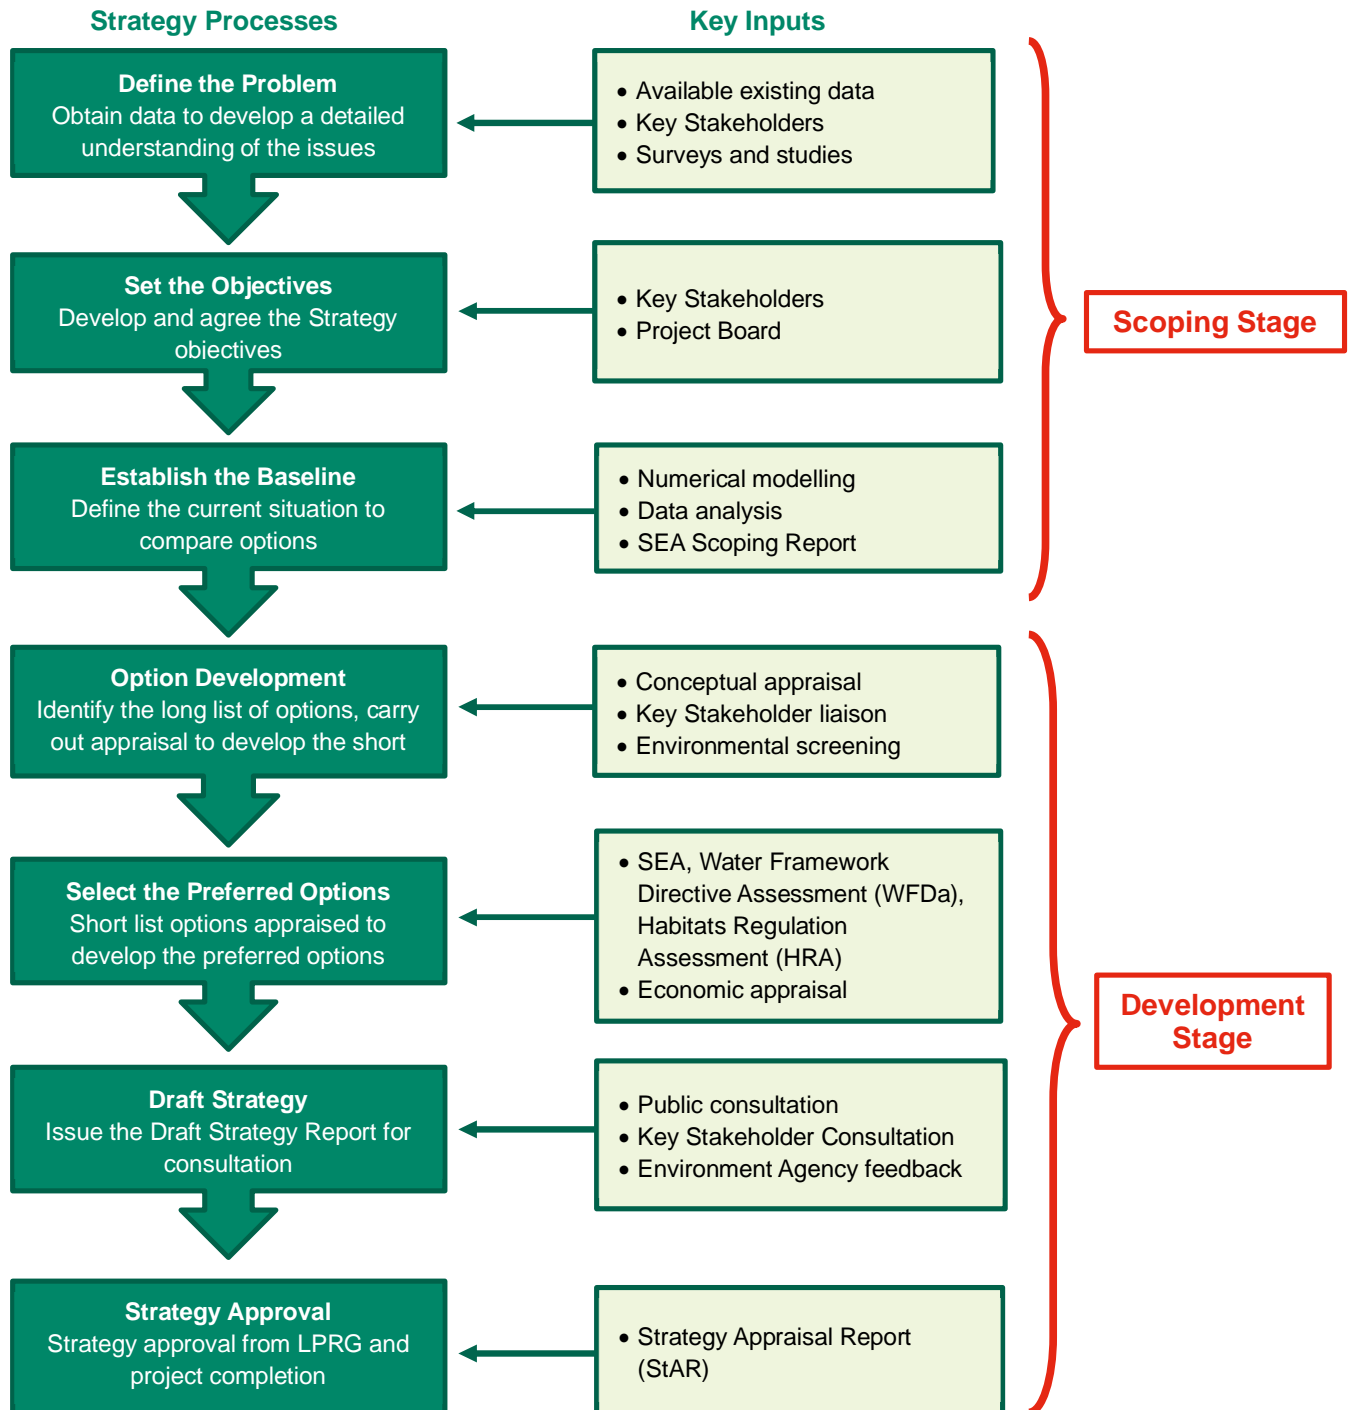 Strategy Processes
Key Inputs
Define the Problem
Obtain data to develop a detailed
understanding of the issues
• Available existing data
• Key Stakeholders
• Surveys and studies
Set the Objectives
Develop and agree the Strategy
objectives
• Key Stakeholders
• Project Board
Scoping Stage
Establish the Baseline
Define the current situation to
compare options
• Numerical modelling
• Data analysis
• SEA Scoping Report
Option Development
Identify the long list of options, carry
out appraisal to develop the short
• Conceptual appraisal
• Key Stakeholder liaison
• Environmental screening
Select the Preferred Options
Short list options appraised to
develop the preferred options
• SEA, Water Framework
Directive Assessment (WFDa),
Habitats Regulation
Assessment (HRA)
• Economic appraisal
Development
Stage
Draft Strategy
Issue the Draft Strategy Report for
consultation
• Public consultation
• Key Stakeholder Consultation
• Environment Agency feedback
Strategy Approval
Strategy approval from LPRG and
project completion
• Strategy Appraisal Report
(StAR)